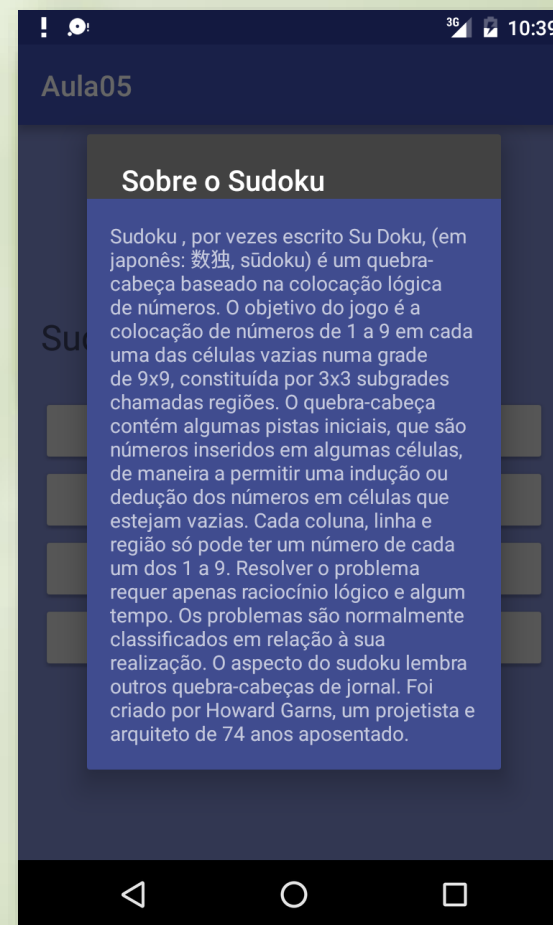 3G 10:39
Aula05
Sobre o Sudoku
Sudoku , por vezes escrito Su Doku, (em
japonês: 数独, sūdoku) é um quebra-
cabeça baseado na colocação lógica
de números. O objetivo do jogo é a
colocação de números de 1 a 9 em cada
uma das células vazias numa grade
de 9x9, constituída por 3x3 subgrades
chamadas regiões. O quebra-cabeça
contém algumas pistas iniciais, que são
números inseridos em algumas células,
de maneira a permitir uma indução ou
dedução dos números em células que
estejam vazias. Cada coluna, linha e
região só pode ter um número de cada
um dos 1 a 9. Resolver o problema
requer apenas raciocínio lógico e algum
tempo. Os problemas são normalmente
classificados em relação à sua
realização. O aspecto do sudoku lembra
outros quebra-cabeças de jornal. Foi
criado por Howard Garns, um projetista e
arquiteto de 74 anos aposentado.